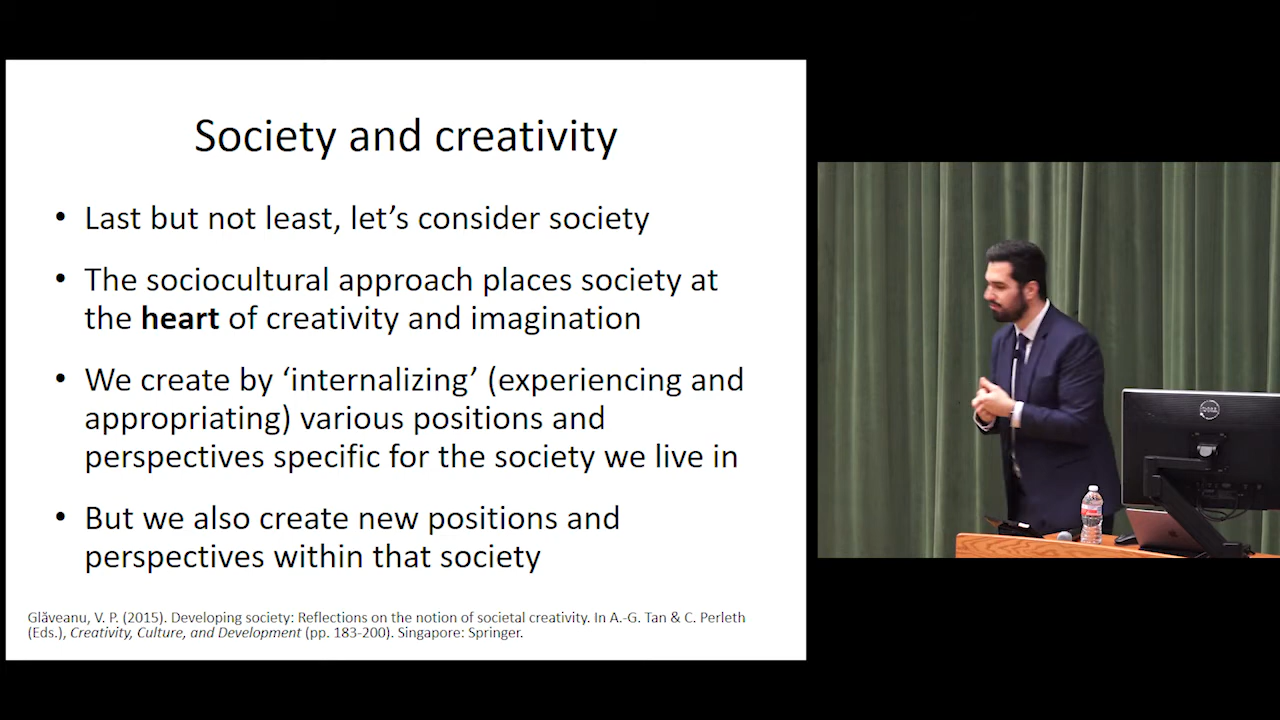 Society and creativity
• Last but not least, let’s consider society
• The sociocultural approach places society at
the heart of creativity and imagination
• We create by ‘internalizing’ (experiencing and
appropriating) various positions and
perspectives specific for the society we live in
• But we also create new positions and
perspectives within that society
Glăveanu, V. P. (2015). Developing society: Reflections on the notion of societal creativity. In A.-G. Tan & C. Perleth
(Eds.), Creativity, Culture, and Development (pp. 183-200). Singapore: Springer.